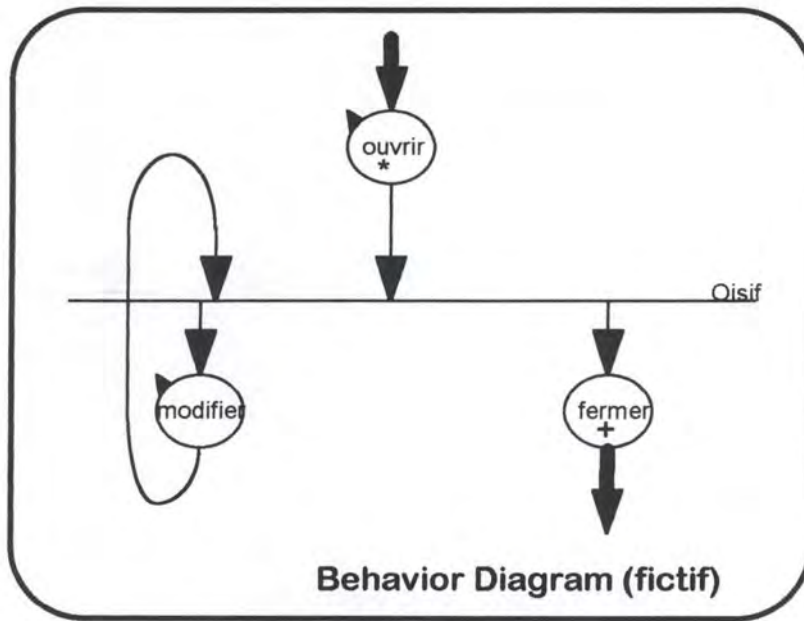 ouvrir
*
Oisif
modifier
fermer
+
Behavior Diagram (fictif)